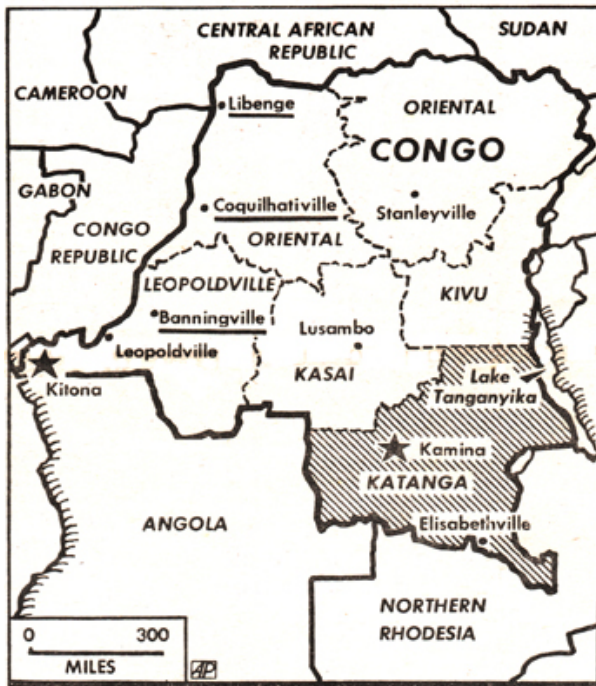 CENTRAL AFRICAN
REPUBLIC
SUDAN
CAMEROON
Libenge
ORIENTAL
CONGO
GABON
Coquilhativille
Stanleyville
CONGO
REPUBLIC
ORIENTAL
LEOPOLDVILLE
KIVU
Banningville
Lusambo
Leopoldville
Lake
Tanganyika
KASAI
Kitona
Kamina
KATANGA
ANGOLA
Elisabethville
NORTHERN
RHODESIA
0 300
MILES
AP